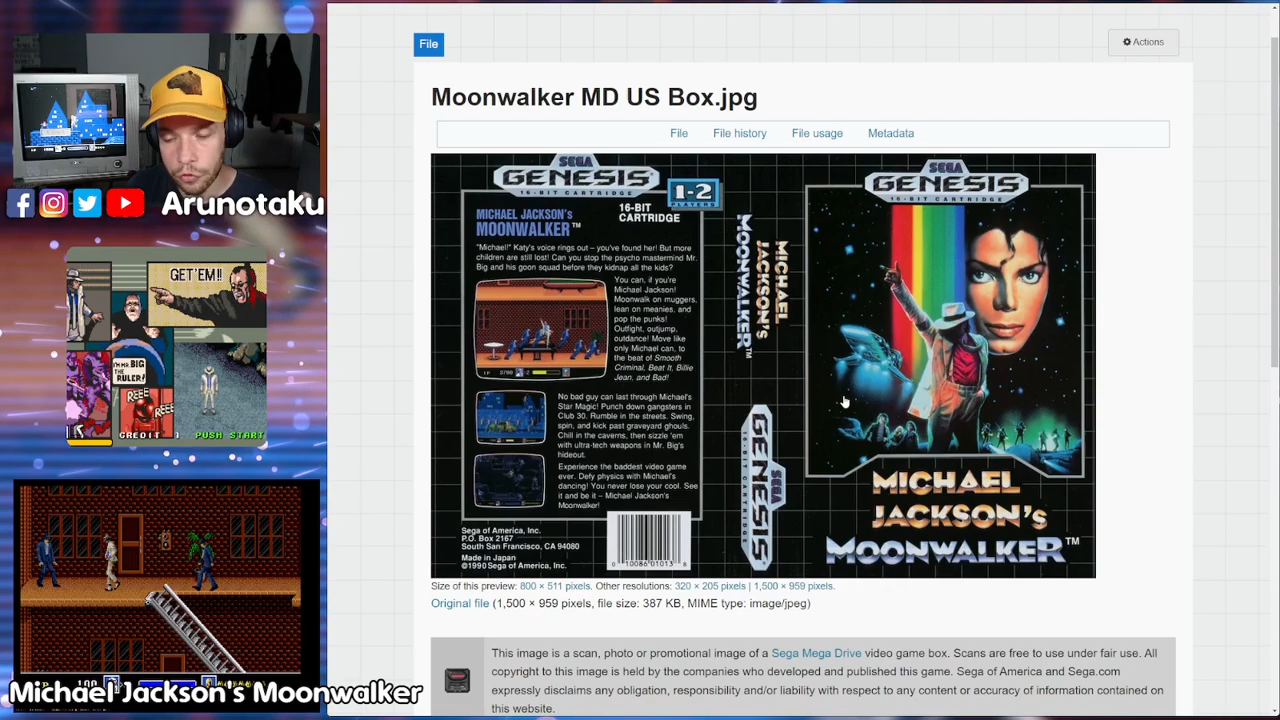 File
Actions
Moonwalker MD US Box.jpg
File File history File usage Metadata
SEGA
GENESIS
16-BIT CARTRIDGE
1-2
PLAYERS
MICHAEL JACKSON's
MOONWALKER™
16-BIT
CARTRIDGE
"Michael!" Katy's voice rings out – you've found her! But more
children are still lost! Can you stop the psycho mastermind Mr.
Big and his goon squad before they kidnap all the kids?
You can, if you're
Michael Jackson!
Moonwalk on muggers,
lean on meanies, and
pop the punks!
Outfight, outjump,
outdance! Move like
only Michael can, to
the beat of Smooth
Criminal, Beat It, Billie
Jean, and Bad!
No bad guy can last through Michael's
Star Magic! Punch down gangsters in
Club 30. Rumble in the streets. Swing,
spin, and kick past graveyard ghouls.
Chill in the caverns, then sizzle 'em
with ultra-tech weapons in Mr. Big's
hideout.
Experience the baddest video game
ever. Defy physics with Michael's
dancing! You never lose your cool. See
it and be it – Michael Jackson's
Moonwalker!
Sega of America, Inc.
P.O. Box 2167
South San Francisco, CA 94080
Made in Japan
©1990 Sega of America, Inc.
0 10086 01013 8
MICHAEL
JACKSON'S
MOONWALKER™
SEGA
GENESIS
16-BIT CARTRIDGE
SEGA
GENESIS
16-BIT CARTRIDGE
MICHAEL
JACKSON's
MOONWALKER™
Size of this preview: 800 × 511 pixels. Other resolutions: 320 × 205 pixels | 1,500 × 959 pixels.
Original file (1,500 × 959 pixels, file size: 387 KB, MIME type: image/jpeg)
This image is a scan, photo or promotional image of a Sega Mega Drive video game box. Scans are free to use under fair use. All
copyright to this image is held by the companies who developed and published this game. Sega of America and Sega.com
expressly disclaims any obligation, responsibility and/or liability with respect to any content or accuracy of information contained on
this website.
Arunotaku
GET 'EM!!
I'M MR. BIG
THE
RULER!
REEE
REEE
CREDIT
PUSH START
Michael Jackson's Moonwalker